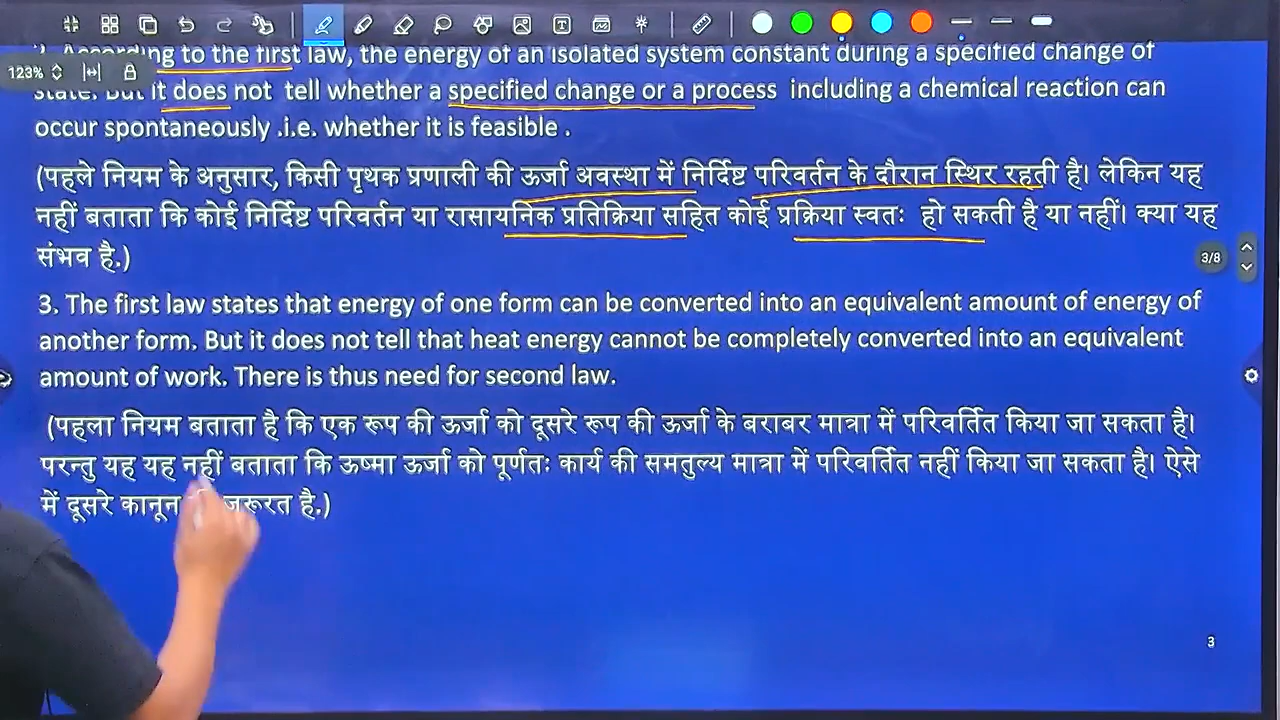 2. According to the first law, the energy of an isolated system constant during a specified change of
123%
state. But it does not tell whether a specified change or a process including a chemical reaction can
occur spontaneously .i.e. whether it is feasible .
(पहले नियम के अनुसार, किसी पृथक प्रणाली की ऊर्जा अवस्था में निर्दिष्ट परिवर्तन के दौरान स्थिर रहती है। लेकिन यह
नहीं बताता कि कोई निर्दिष्ट परिवर्तन या रासायनिक प्रतिक्रिया सहित कोई प्रक्रिया स्वतः हो सकती है या नहीं। क्या यह
संभव है.)
3/8
3. The first law states that energy of one form can be converted into an equivalent amount of energy of
another form. But it does not tell that heat energy cannot be completely converted into an equivalent
amount of work. There is thus need for second law.
(पहला नियम बताता है कि एक रूप की ऊर्जा को दूसरे रूप की ऊर्जा के बराबर मात्रा में परिवर्तित किया जा सकता है।
परन्तु यह यह नहीं बताता कि ऊष्मा ऊर्जा को पूर्णतः कार्य की समतुल्य मात्रा में परिवर्तित नहीं किया जा सकता है। ऐसे
में दूसरे कानून जरूरत है.)
3